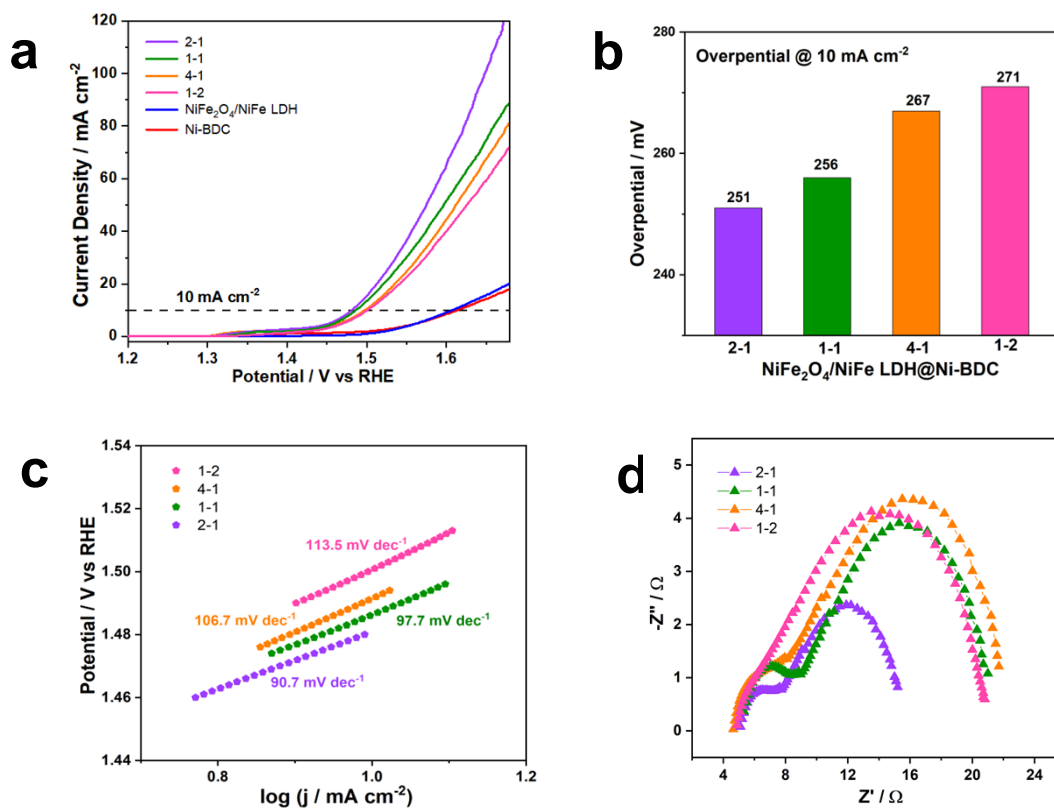 a
120
100
80
60
40
20
0
Current Density / mA cm⁻²
2-1
1-1
4-1
1-2
NiFe₂O₄/NiFe LDH
Ni-BDC
10 mA cm⁻²
1.2 1.3 1.4 1.5 1.6
Potential / V vs RHE
b
280
260
240
Overpential / mV
Overpential @ 10 mA cm⁻²
251
256
267
271
2-1 1-1 4-1 1-2
NiFe₂O₄/NiFe LDH@Ni-BDC
c
1.54
1.52
1.50
1.48
1.46
1.44
Potential / V vs RHE
1-2
4-1
1-1
2-1
113.5 mV dec⁻¹
106.7 mV dec⁻¹
97.7 mV dec⁻¹
90.7 mV dec⁻¹
0.8 1.0 1.2
log (j / mA cm⁻²)
d
5
4
3
2
1
0
-Z" / Ω
2-1
1-1
4-1
1-2
4 8 12 16 20 24
Z' / Ω